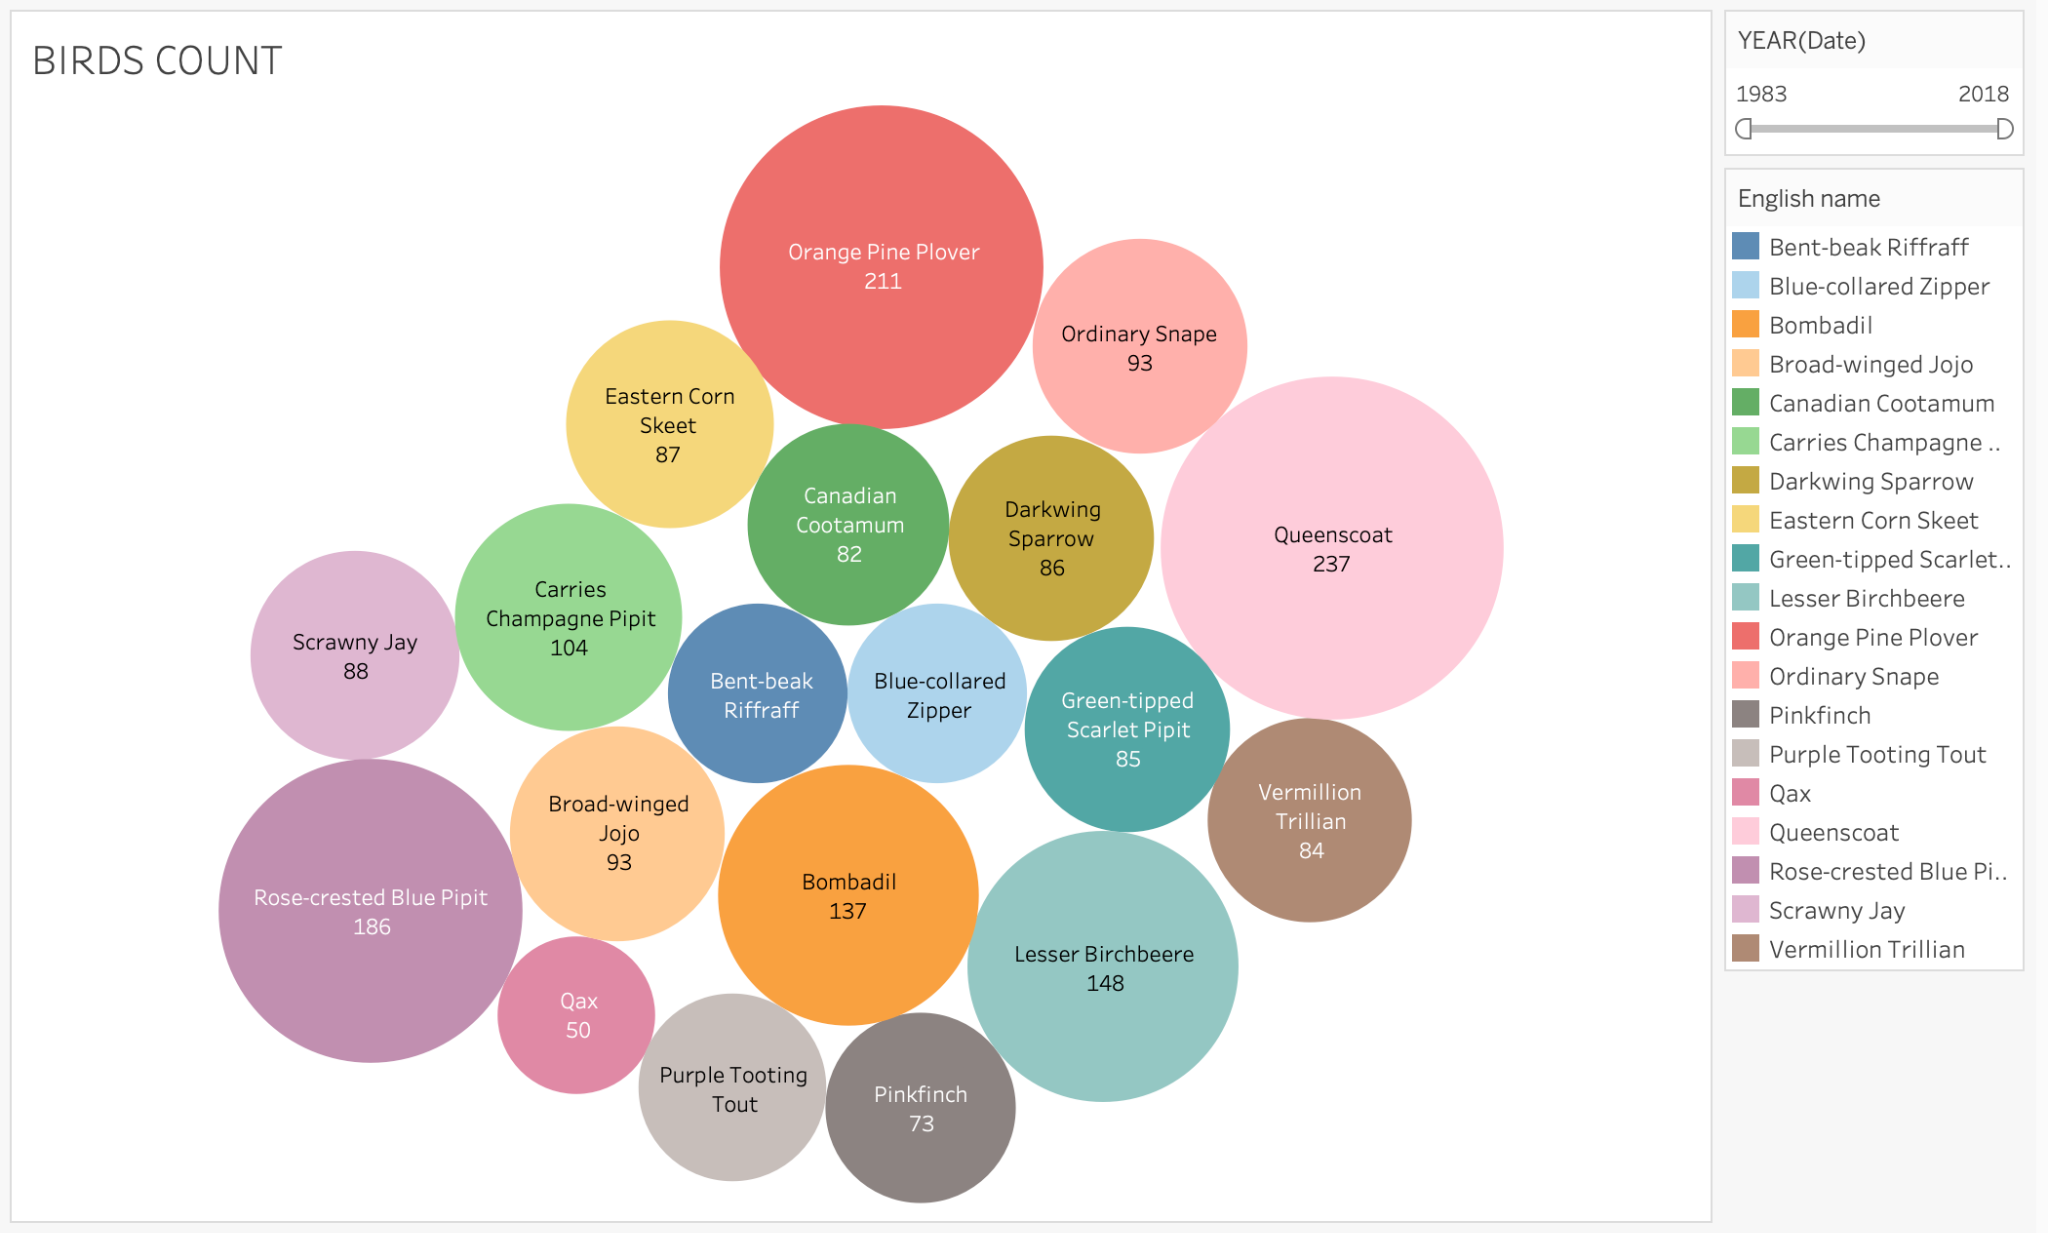 BIRDS COUNT
Orange Pine Plover
211
Ordinary Snape
93
Eastern Corn
Skeet
87
Canadian
Cootamum
82
Darkwing
Sparrow
86
Queenscoat
237
Carries
Champagne Pipit
104
Scrawny Jay
88
Bent-beak
Riffraff
Blue-collared
Zipper
Green-tipped
Scarlet Pipit
85
Vermillion
Trillian
84
Broad-winged
Jojo
93
Bombadil
137
Rose-crested Blue Pipit
186
Lesser Birchbeere
148
Qax
50
Purple Tooting
Tout
Pinkfinch
73
YEAR(Date)
1983 2018
English name
Bent-beak Riffraff
Blue-collared Zipper
Bombadil
Broad-winged Jojo
Canadian Cootamum
Carries Champagne ..
Darkwing Sparrow
Eastern Corn Skeet
Green-tipped Scarlet..
Lesser Birchbeere
Orange Pine Plover
Ordinary Snape
Pinkfinch
Purple Tooting Tout
Qax
Queenscoat
Rose-crested Blue Pi..
Scrawny Jay
Vermillion Trillian